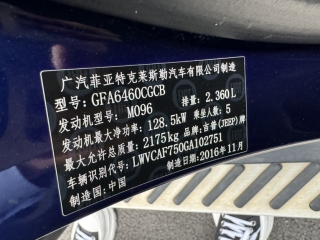 广汽菲亚特克莱斯勒汽车有限公司制造
型号: GFA6460CGCB
发动机型号: M096 排量: 2.360L
发动机最大净功率: 128.5kW 乘坐人数: 5
最大允许总质量: 2175kg 品牌: 吉普(JEEP)牌
车辆识别代号: LWVCAF750GA102751
制造国: 中国 制造日期: 2016年11月